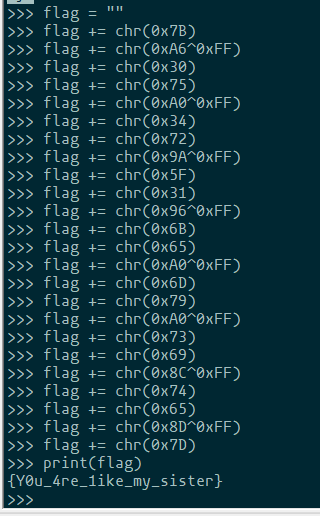 >>> flag = ""
>>> flag += chr(0x7B)
>>> flag += chr(0xA6^0xFF)
>>> flag += chr(0x30)
>>> flag += chr(0x75)
>>> flag += chr(0xA0^0xFF)
>>> flag += chr(0x34)
>>> flag += chr(0x72)
>>> flag += chr(0x9A^0xFF)
>>> flag += chr(0x5F)
>>> flag += chr(0x31)
>>> flag += chr(0x96^0xFF)
>>> flag += chr(0x6B)
>>> flag += chr(0x65)
>>> flag += chr(0xA0^0xFF)
>>> flag += chr(0x6D)
>>> flag += chr(0x79)
>>> flag += chr(0xA0^0xFF)
>>> flag += chr(0x73)
>>> flag += chr(0x69)
>>> flag += chr(0x8C^0xFF)
>>> flag += chr(0x74)
>>> flag += chr(0x65)
>>> flag += chr(0x8D^0xFF)
>>> flag += chr(0x7D)
>>> print(flag)
{Y0u_4re_1ike_my_sister}
>>>